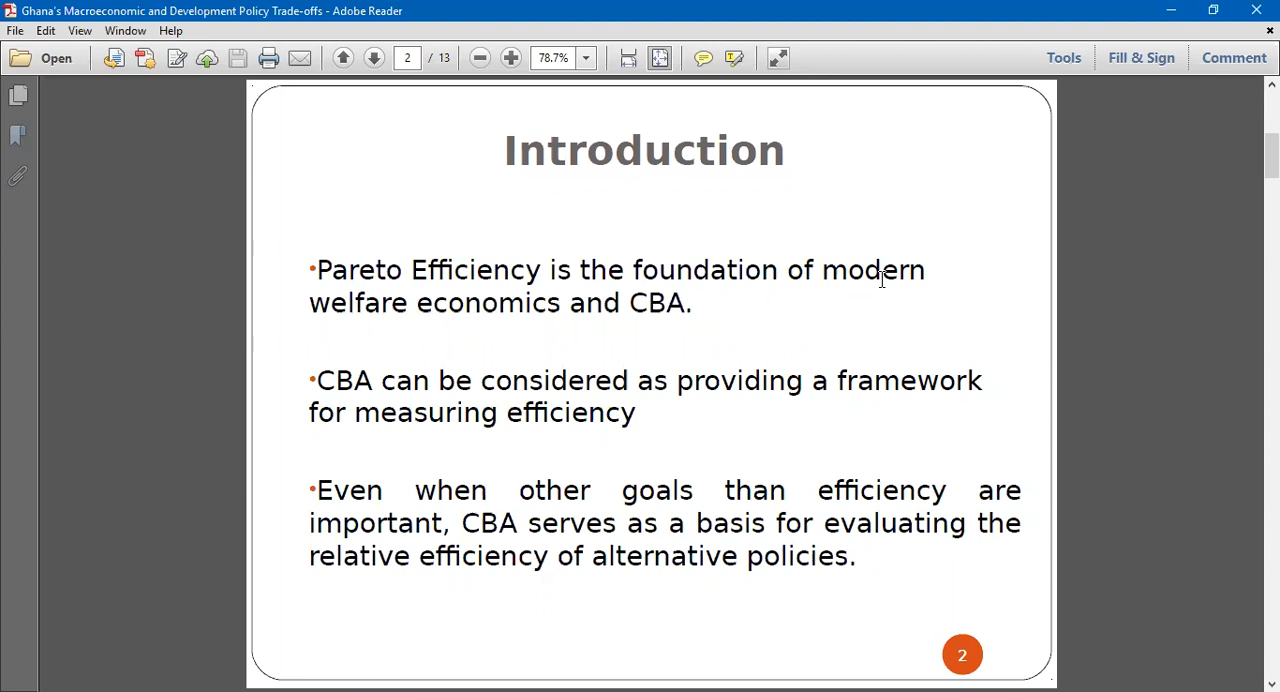 Ghana's Macroeconomic and Development Policy Trade-offs - Adobe Reader
File Edit View Window Help
Open 2 / 13 78.7% Tools Fill & Sign Comment
Introduction
•Pareto Efficiency is the foundation of modern
welfare economics and CBA.
•CBA can be considered as providing a framework
for measuring efficiency
•Even when other goals than efficiency are
important, CBA serves as a basis for evaluating the
relative efficiency of alternative policies.
2